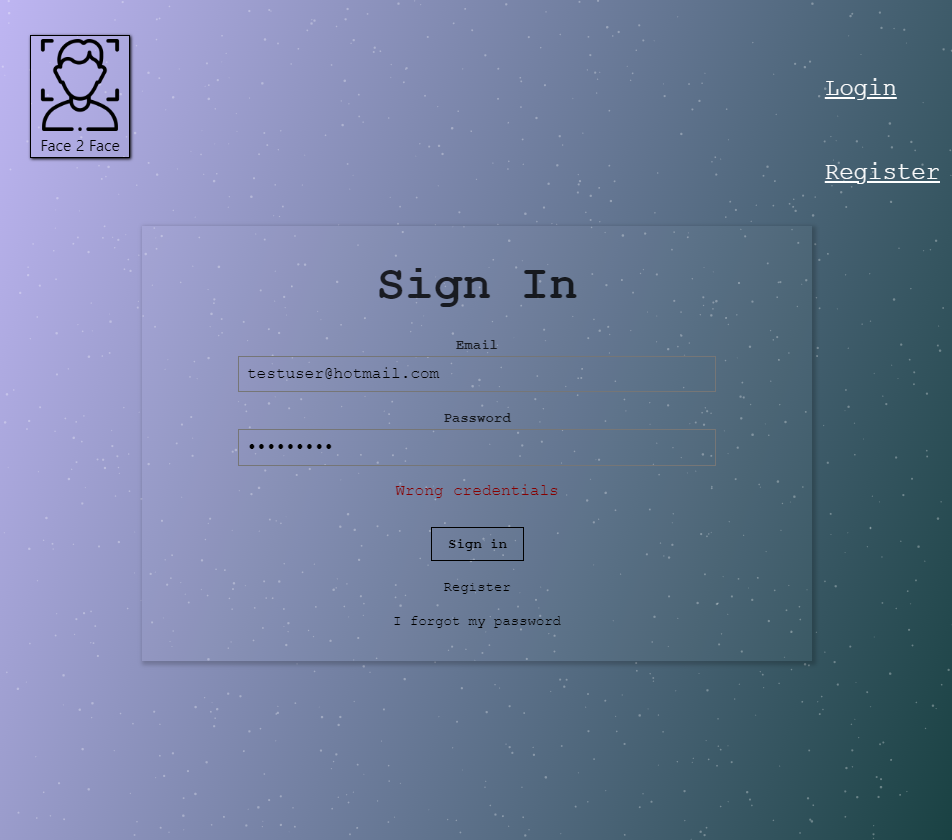 Face 2 Face
Login
Register
Sign In
Email
testuser@hotmail.com
Password
•••••••••
Wrong credentials
Sign in
Register
I forgot my password